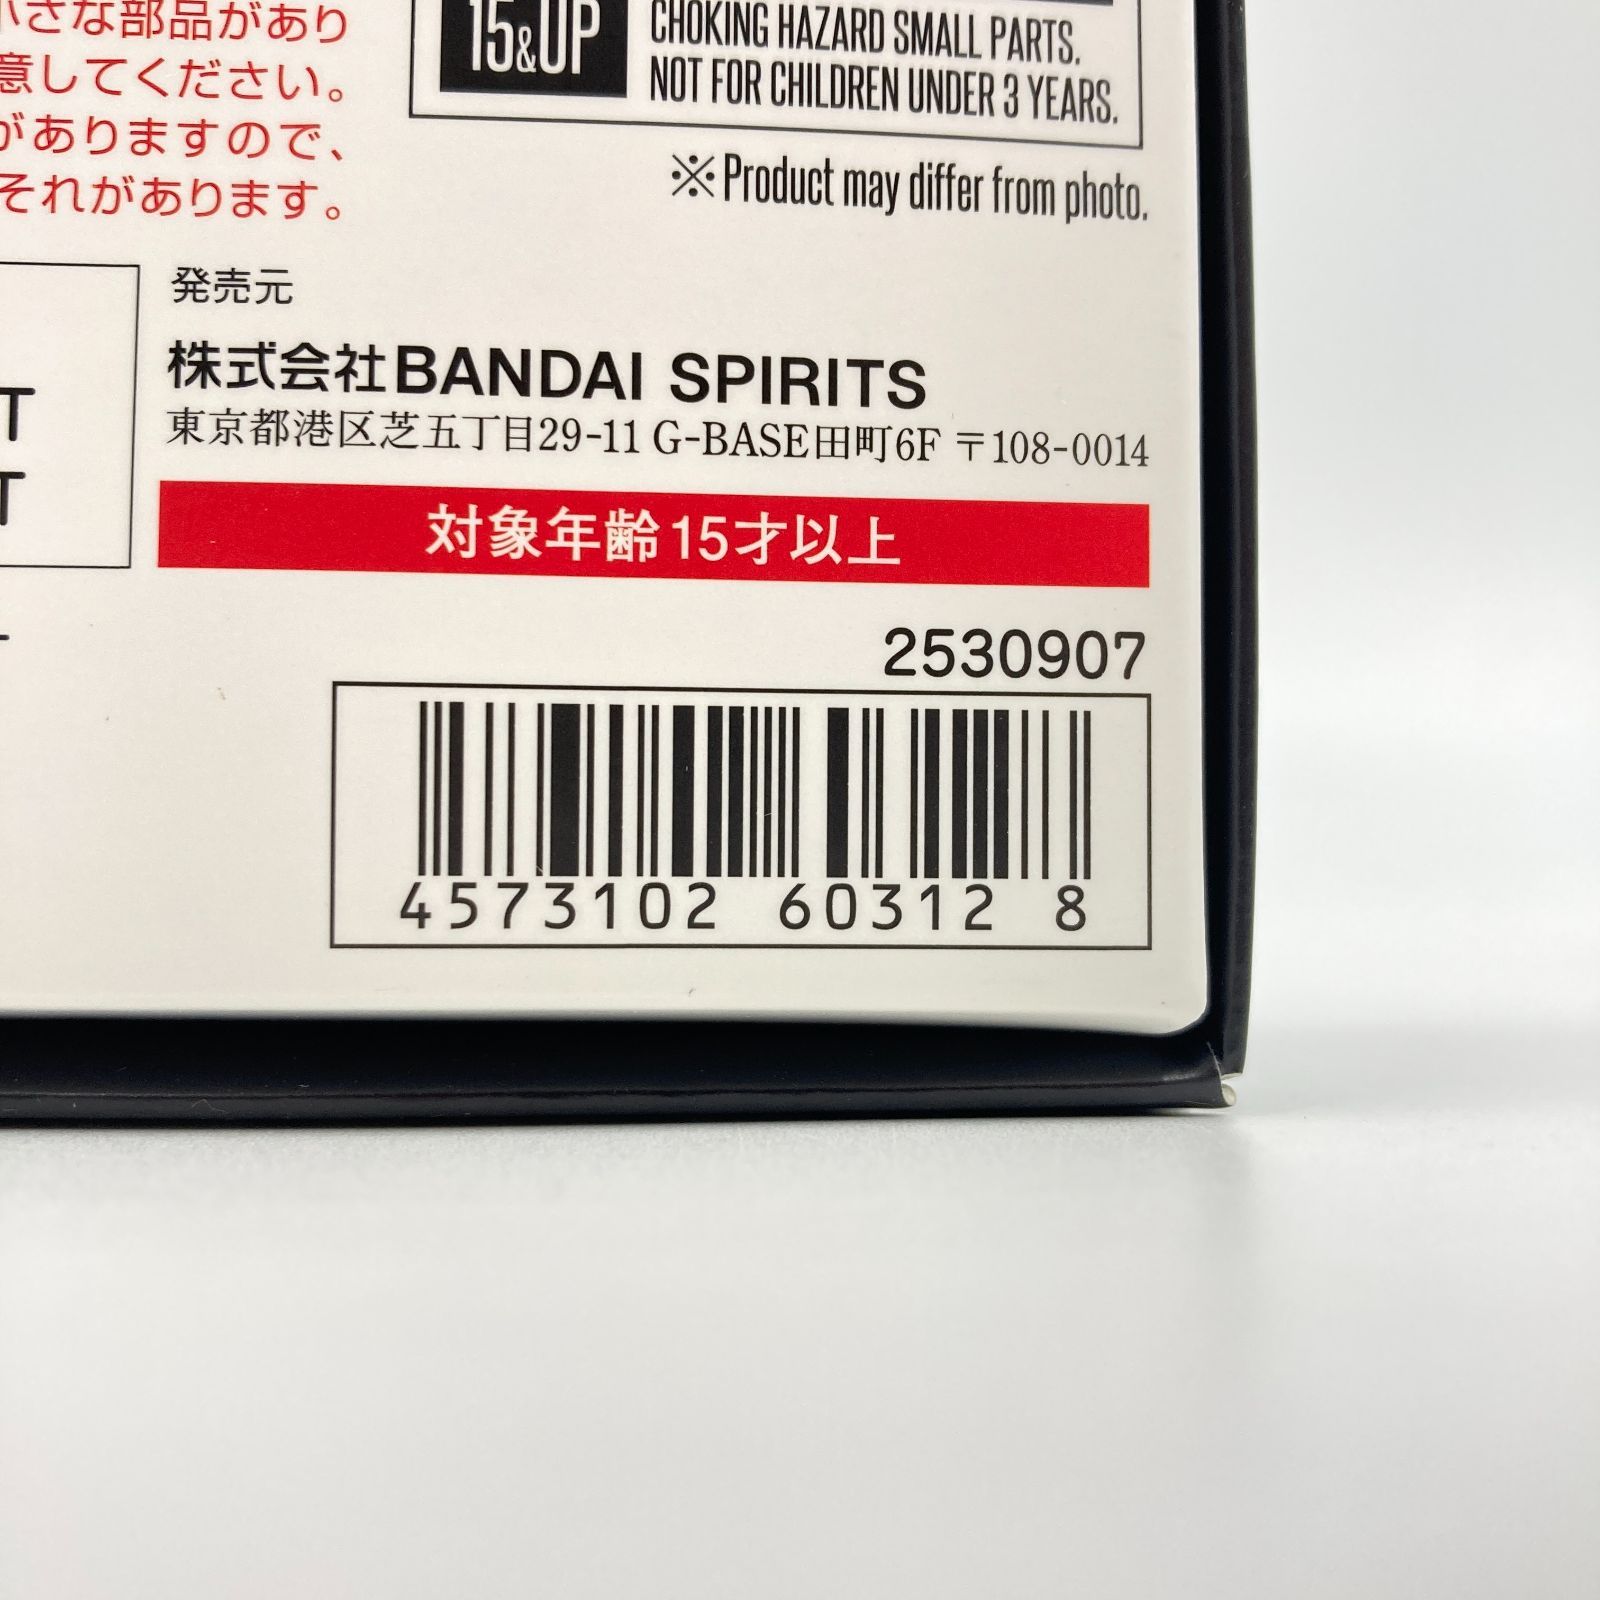 小さな部品があり
意してください。
がありますので、
それがあります。
15&UP
CHOKING HAZARD SMALL PARTS.
NOT FOR CHILDREN UNDER 3 YEARS.
※Product may differ from photo.
発売元
株式会社BANDAI SPIRITS
東京都港区芝五丁目29-11 G-BASE田町6F 〒108-0014
T
T
対象年齢15才以上
2530907
4573102 60312 8